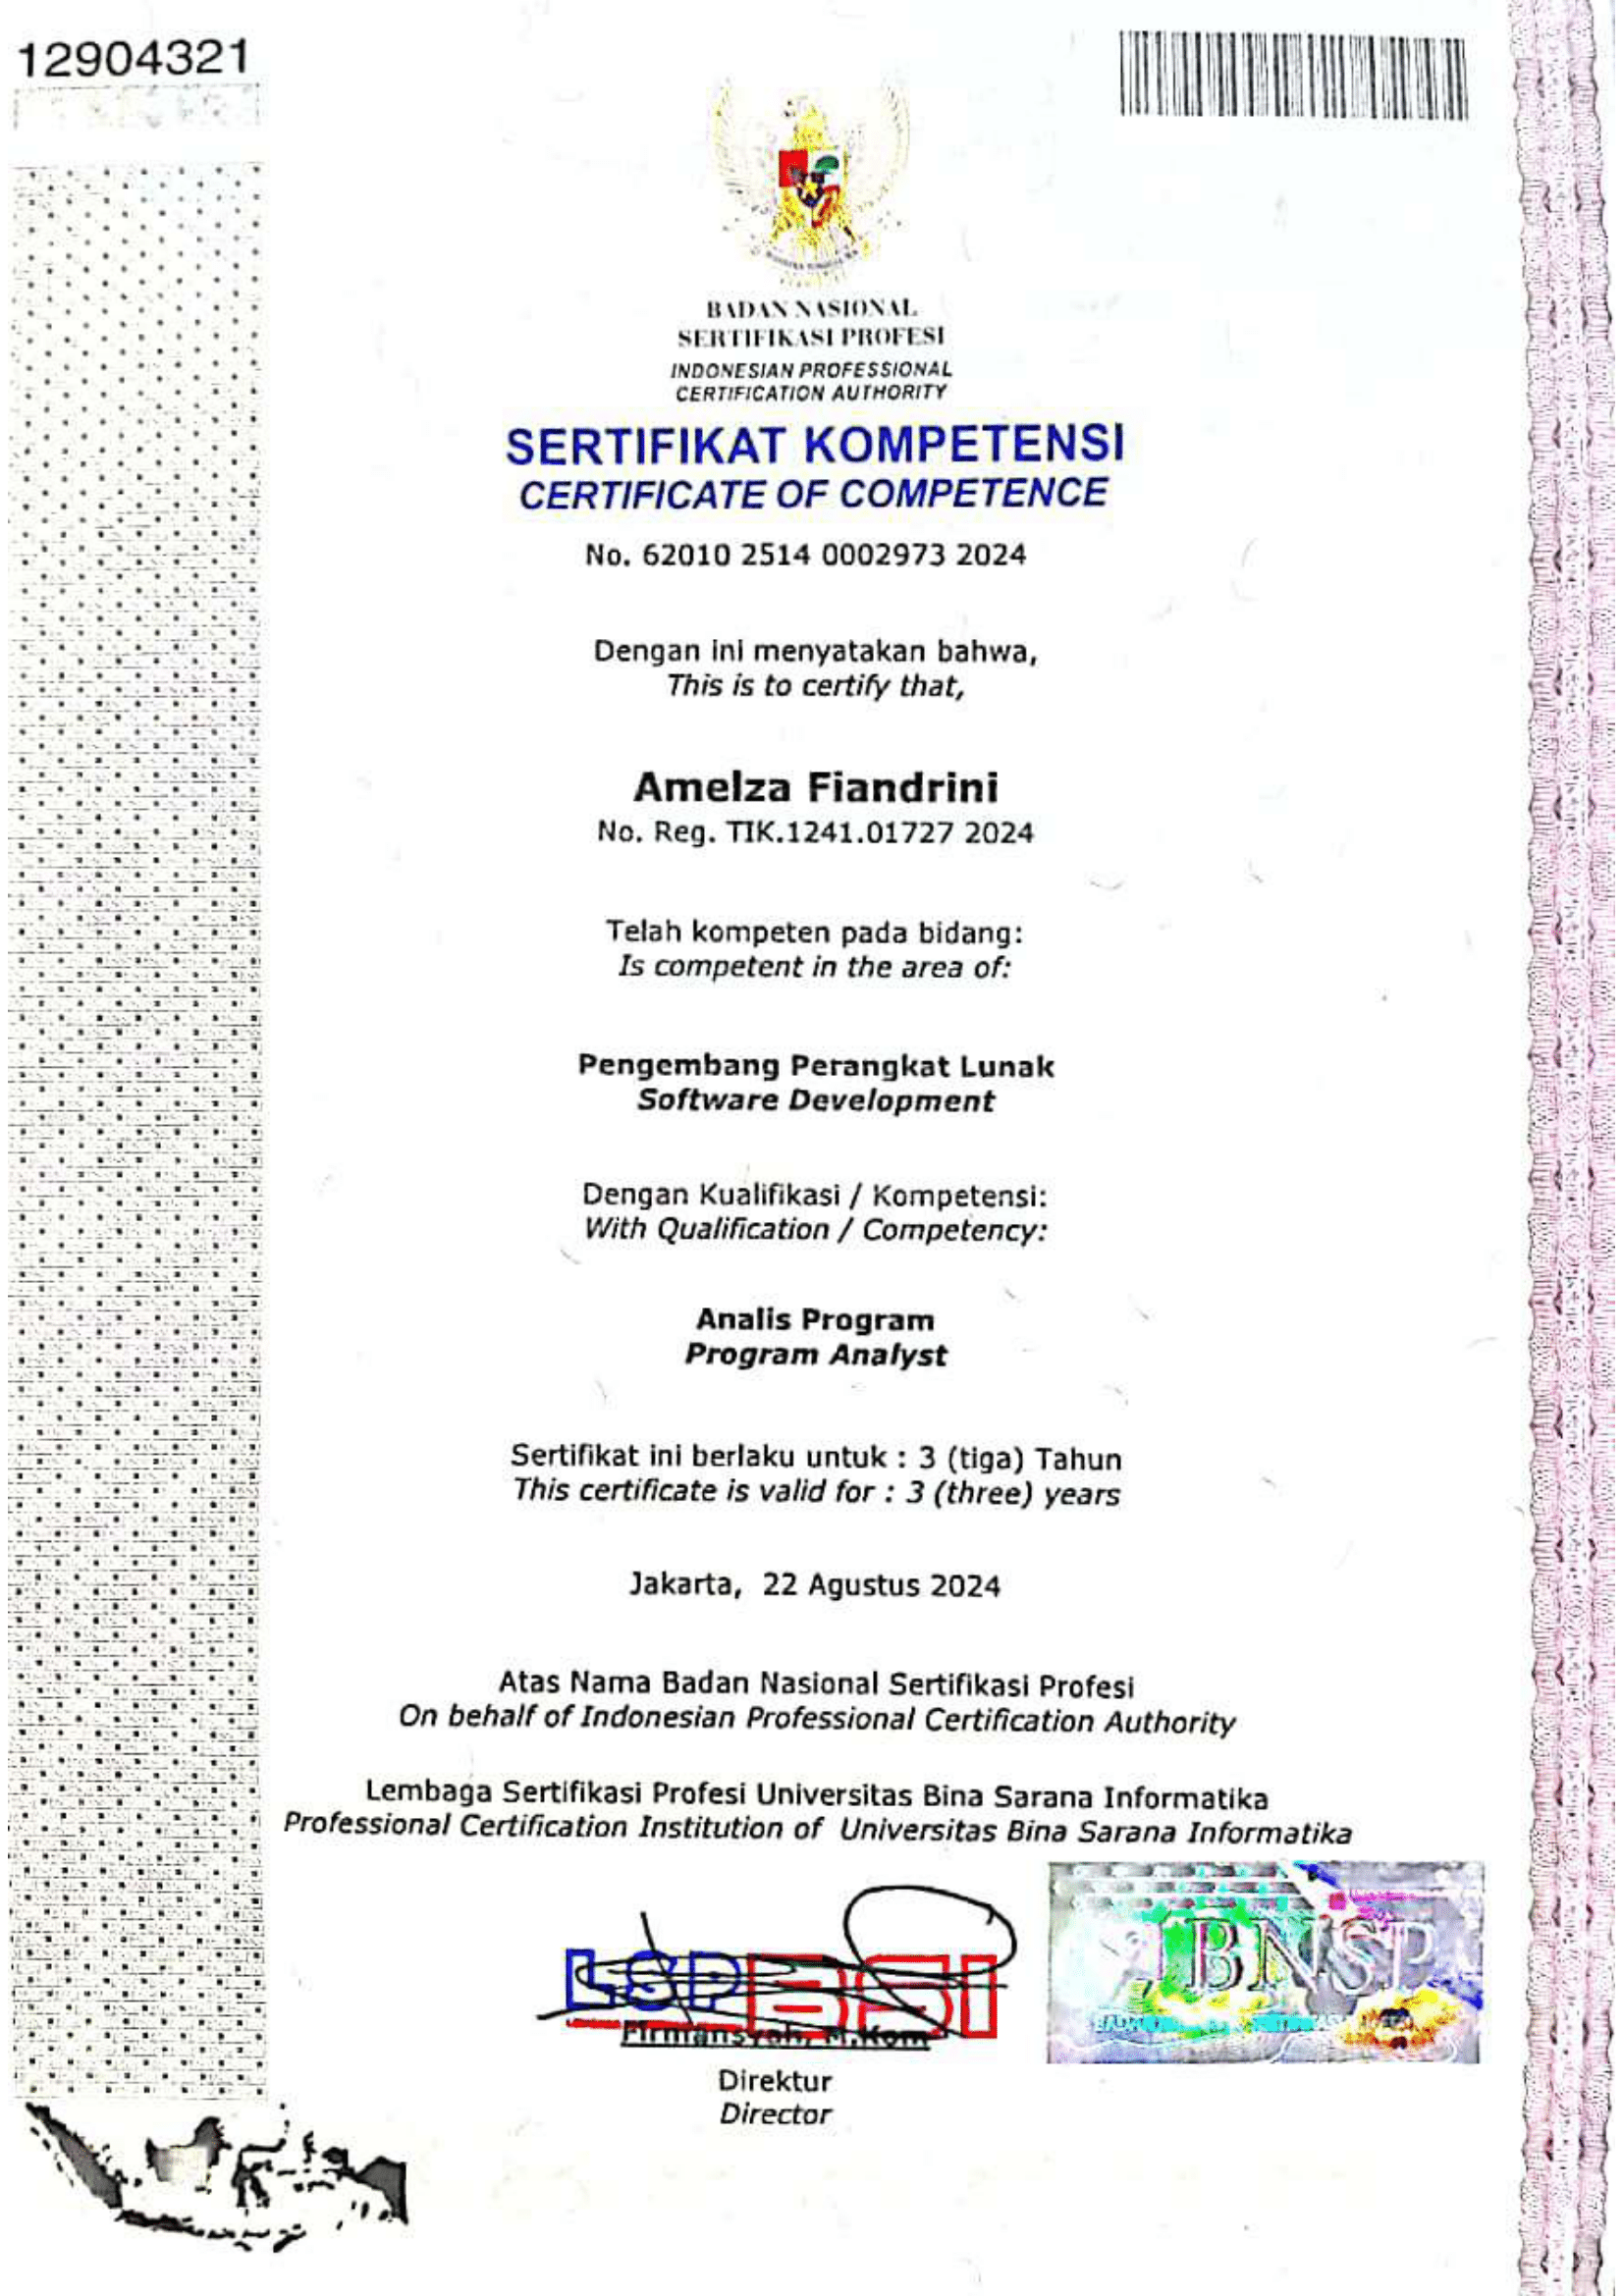 12904321
BADAN NASIONAL
SERTIFIKASI PROFESI
INDONESIAN PROFESSIONAL
CERTIFICATION AUTHORITY
SERTIFIKAT KOMPETENSI
CERTIFICATE OF COMPETENCE
No. 62010 2514 0002973 2024
Dengan ini menyatakan bahwa,
This is to certify that,
Amelza Fiandrini
No. Reg. TIK.1241.01727 2024
Telah kompeten pada bidang:
Is competent in the area of:
Pengembang Perangkat Lunak
Software Development
Dengan Kualifikasi / Kompetensi:
With Qualification / Competency:
Analis Program
Program Analyst
Sertifikat ini berlaku untuk : 3 (tiga) Tahun
This certificate is valid for : 3 (three) years
Jakarta, 22 Agustus 2024
Atas Nama Badan Nasional Sertifikasi Profesi
On behalf of Indonesian Professional Certification Authority
Lembaga Sertifikasi Profesi Universitas Bina Sarana Informatika
Professional Certification Institution of Universitas Bina Sarana Informatika
LSP BSI
BNSP
Firmansyah, M.Kom
Direktur
Director